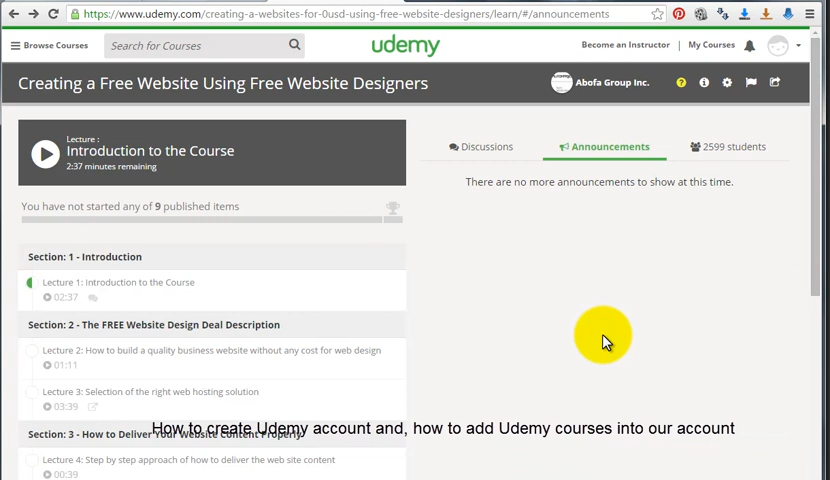 https://www.udemy.com/creating-a-websites-for-0usd-using-free-website-designers/learn/#/announcements
Browse Courses
Search for Courses
udemy
Become an Instructor | My Courses
Creating a Free Website Using Free Website Designers
Abofa Group Inc.
Lecture :
Introduction to the Course
2:37 minutes remaining
Discussions
Announcements
2599 students
There are no more announcements to show at this time.
You have not started any of 9 published items
Section: 1 - Introduction
Lecture 1: Introduction to the Course
02:37
Section: 2 - The FREE Website Design Deal Description
Lecture 2: How to build a quality business website without any cost for web design
01:11
Lecture 3: Selection of the right web hosting solution
03:39
How to create Udemy account and, how to add Udemy courses into our account
Section: 3 - How to Deliver Your Website Content Properly
Lecture 4: Step by step approach of how to deliver the web site content
00:39